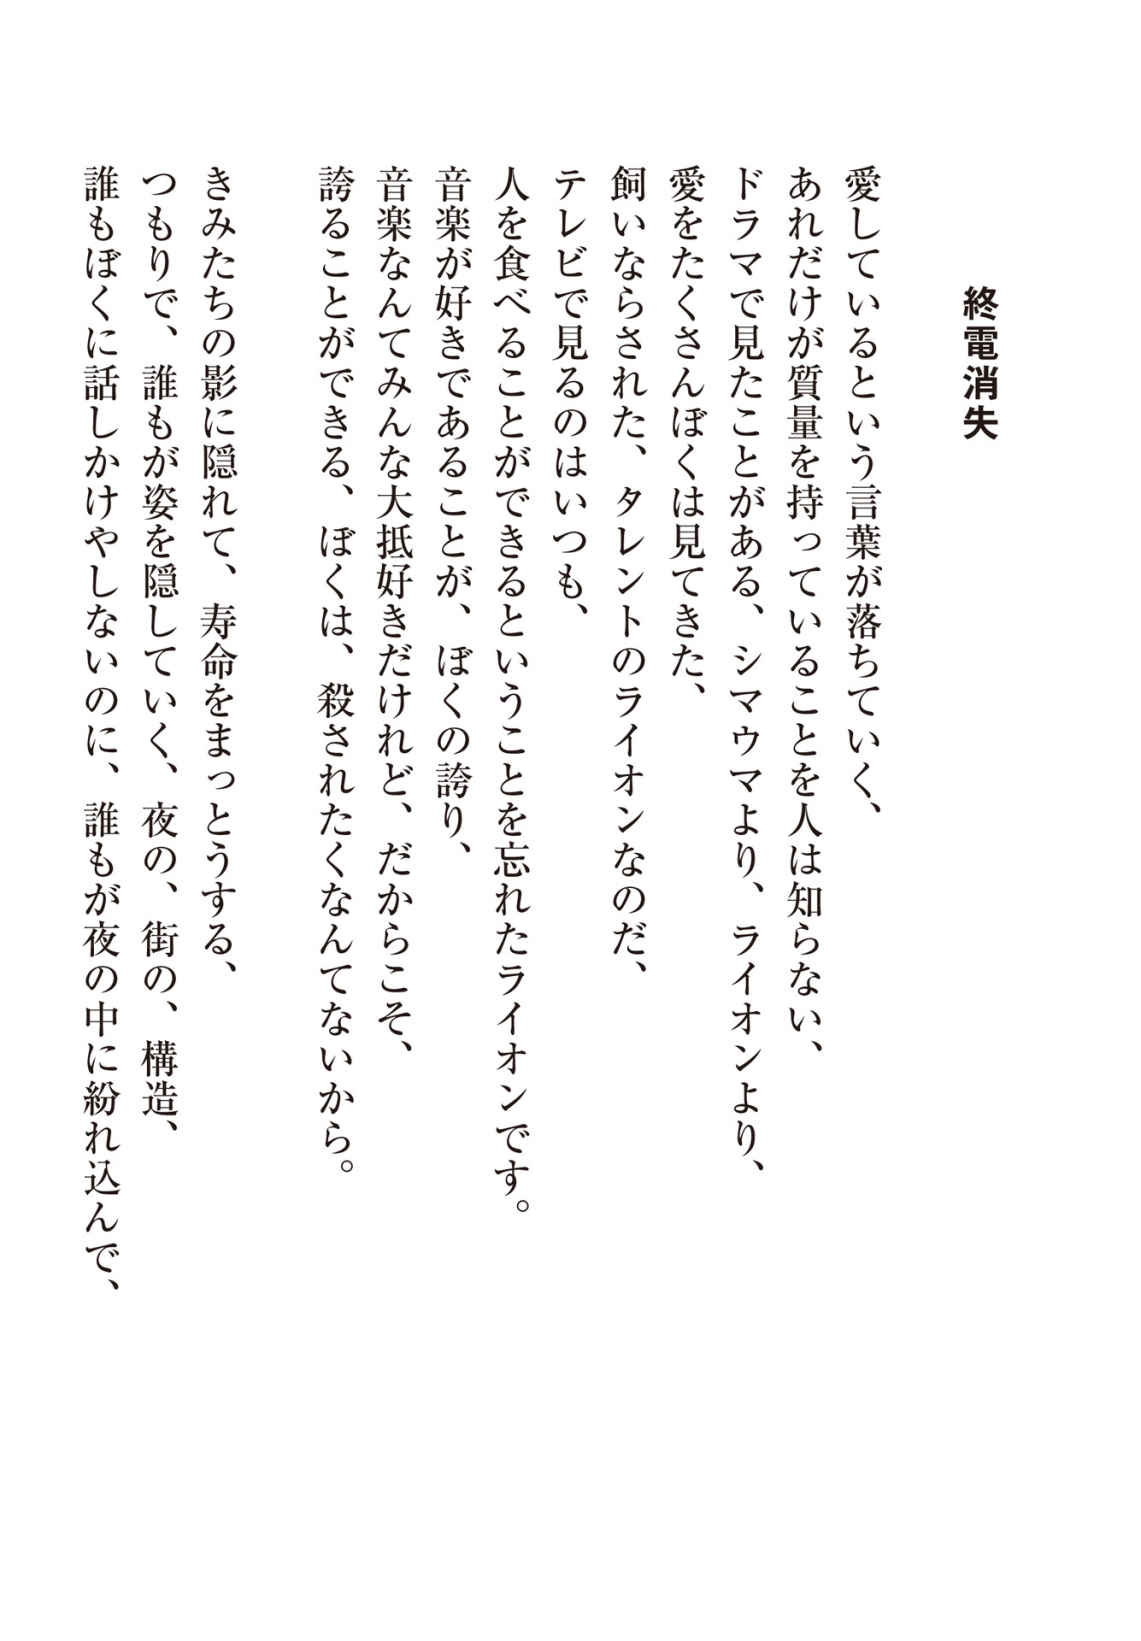 終電消失
愛しているという言葉が落ちていく、
あれだけが質量を持っていることを人は知らない、
ドラマで見たことがある、シマウマより、ライオンより、
愛をたくさんぼくは見てきた、
飼いならされた、タレントのライオンなのだ、
テレビで見るのはいつも、
人を食べることができるということを忘れたライオンです。
音楽が好きであることが、ぼくの誇り、
音楽なんてみんな大抵好きだけれど、だからこそ、
誇ることができる、ぼくは、殺されたくなんてないから。
きみたちの影に隠れて、寿命をまっとうする、
つもりで、誰もが姿を隠していく、夜の、街の、構造、
誰もぼくに話しかけやしないのに、誰もが夜の中に紛れ込んで、